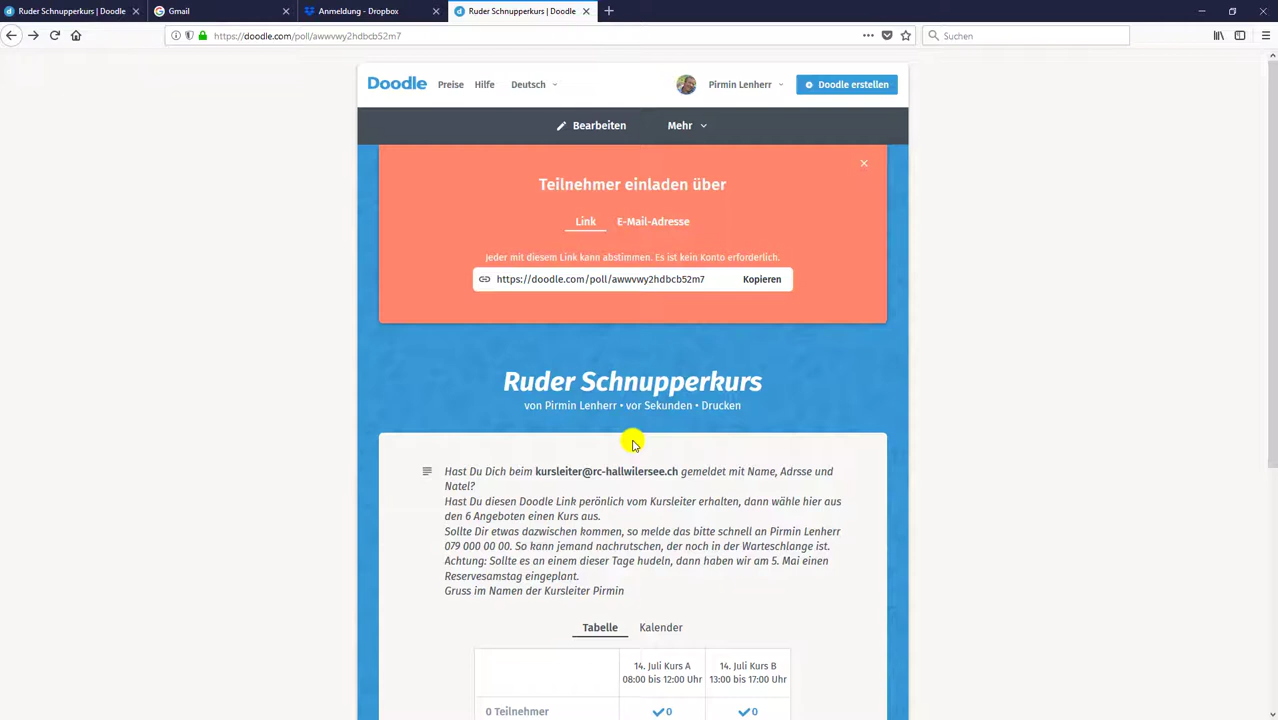 Ruder Schnupperkurs | Doodle
Gmail
Anmeldung - Dropbox
Ruder Schnupperkurs | Doodle
https://doodle.com/poll/awwvwy2hdbcb52m7
Suchen
Doodle Preise Hilfe Deutsch Pirmin Lenherr Doodle erstellen
Bearbeiten Mehr
Teilnehmer einladen über
Link E-Mail-Adresse
Jeder mit diesem Link kann abstimmen. Es ist kein Konto erforderlich.
https://doodle.com/poll/awwvwy2hdbcb52m7 Kopieren
Ruder Schnupperkurs
von Pirmin Lenherr • vor Sekunden • Drucken
Hast Du Dich beim kursleiter@rc-hallwilersee.ch gemeldet mit Name, Adrsse und
Natel?
Hast Du diesen Doodle Link perönlich vom Kursleiter erhalten, dann wähle hier aus
den 6 Angeboten einen Kurs aus.
Sollte Dir etwas dazwischen kommen, so melde das bitte schnell an Pirmin Lenherr
079 000 00 00. So kann jemand nachrutschen, der noch in der Warteschlange ist.
Achtung: Sollte es an einem dieser Tage hudeln, dann haben wir am 5. Mai einen
Reservesamstag eingeplant.
Gruss im Namen der Kursleiter Pirmin
Tabelle Kalender
14. Juli Kurs A 14. Juli Kurs B
08:00 bis 12:00 Uhr 13:00 bis 17:00 Uhr
0 Teilnehmer 0 0